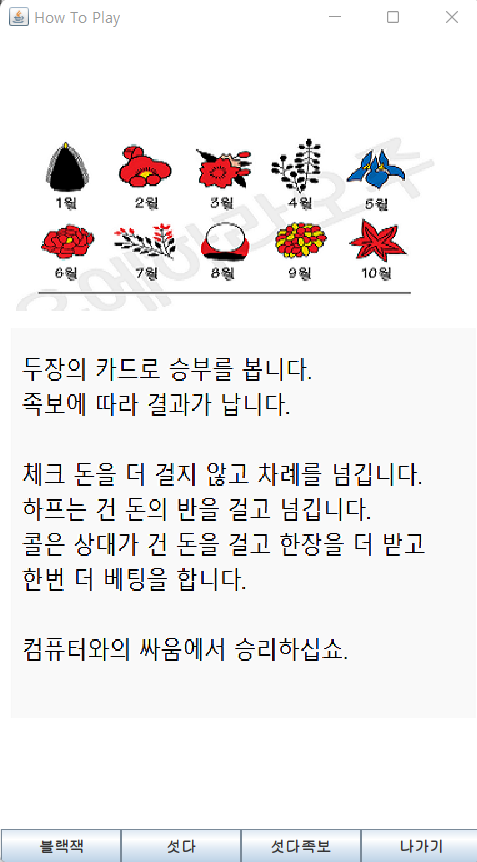 How To Play
1월 2월 3월 4월 5월
6월 7월 8월 9월 10월
두장의 카드로 승부를 봅니다.
족보에 따라 결과가 납니다.
체크 돈을 더 걸지 않고 차례를 넘깁니다.
하프는 건 돈의 반을 걸고 넘깁니다.
콜은 상대가 건 돈을 걸고 한장을 더 받고
한번 더 베팅을 합니다.
컴퓨터와의 싸움에서 승리하십쇼.
블랙잭 섯다 섯다족보 나가기